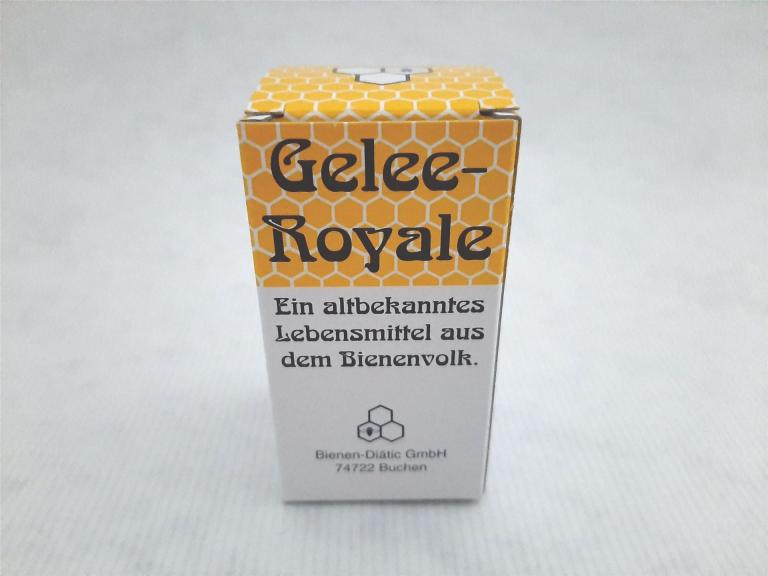 Gelee-
Royale
Ein altbekanntes
Lebensmittel aus
dem Bienenvolk.
Bienen-Diätic GmbH
74722 Buchen